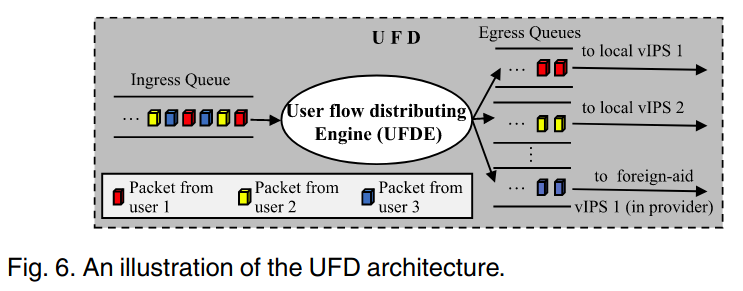 U F D
Egress Queues
Ingress Queue
... 
User flow distributing
Engine (UFDE)
... 
to local vIPS 1
... 
to local vIPS 2
⋮
... 
to foreign-aid
vIPS 1 (in provider)
Packet from
user 1
Packet from
user 2
Packet from
user 3
Fig. 6. An illustration of the UFD architecture.